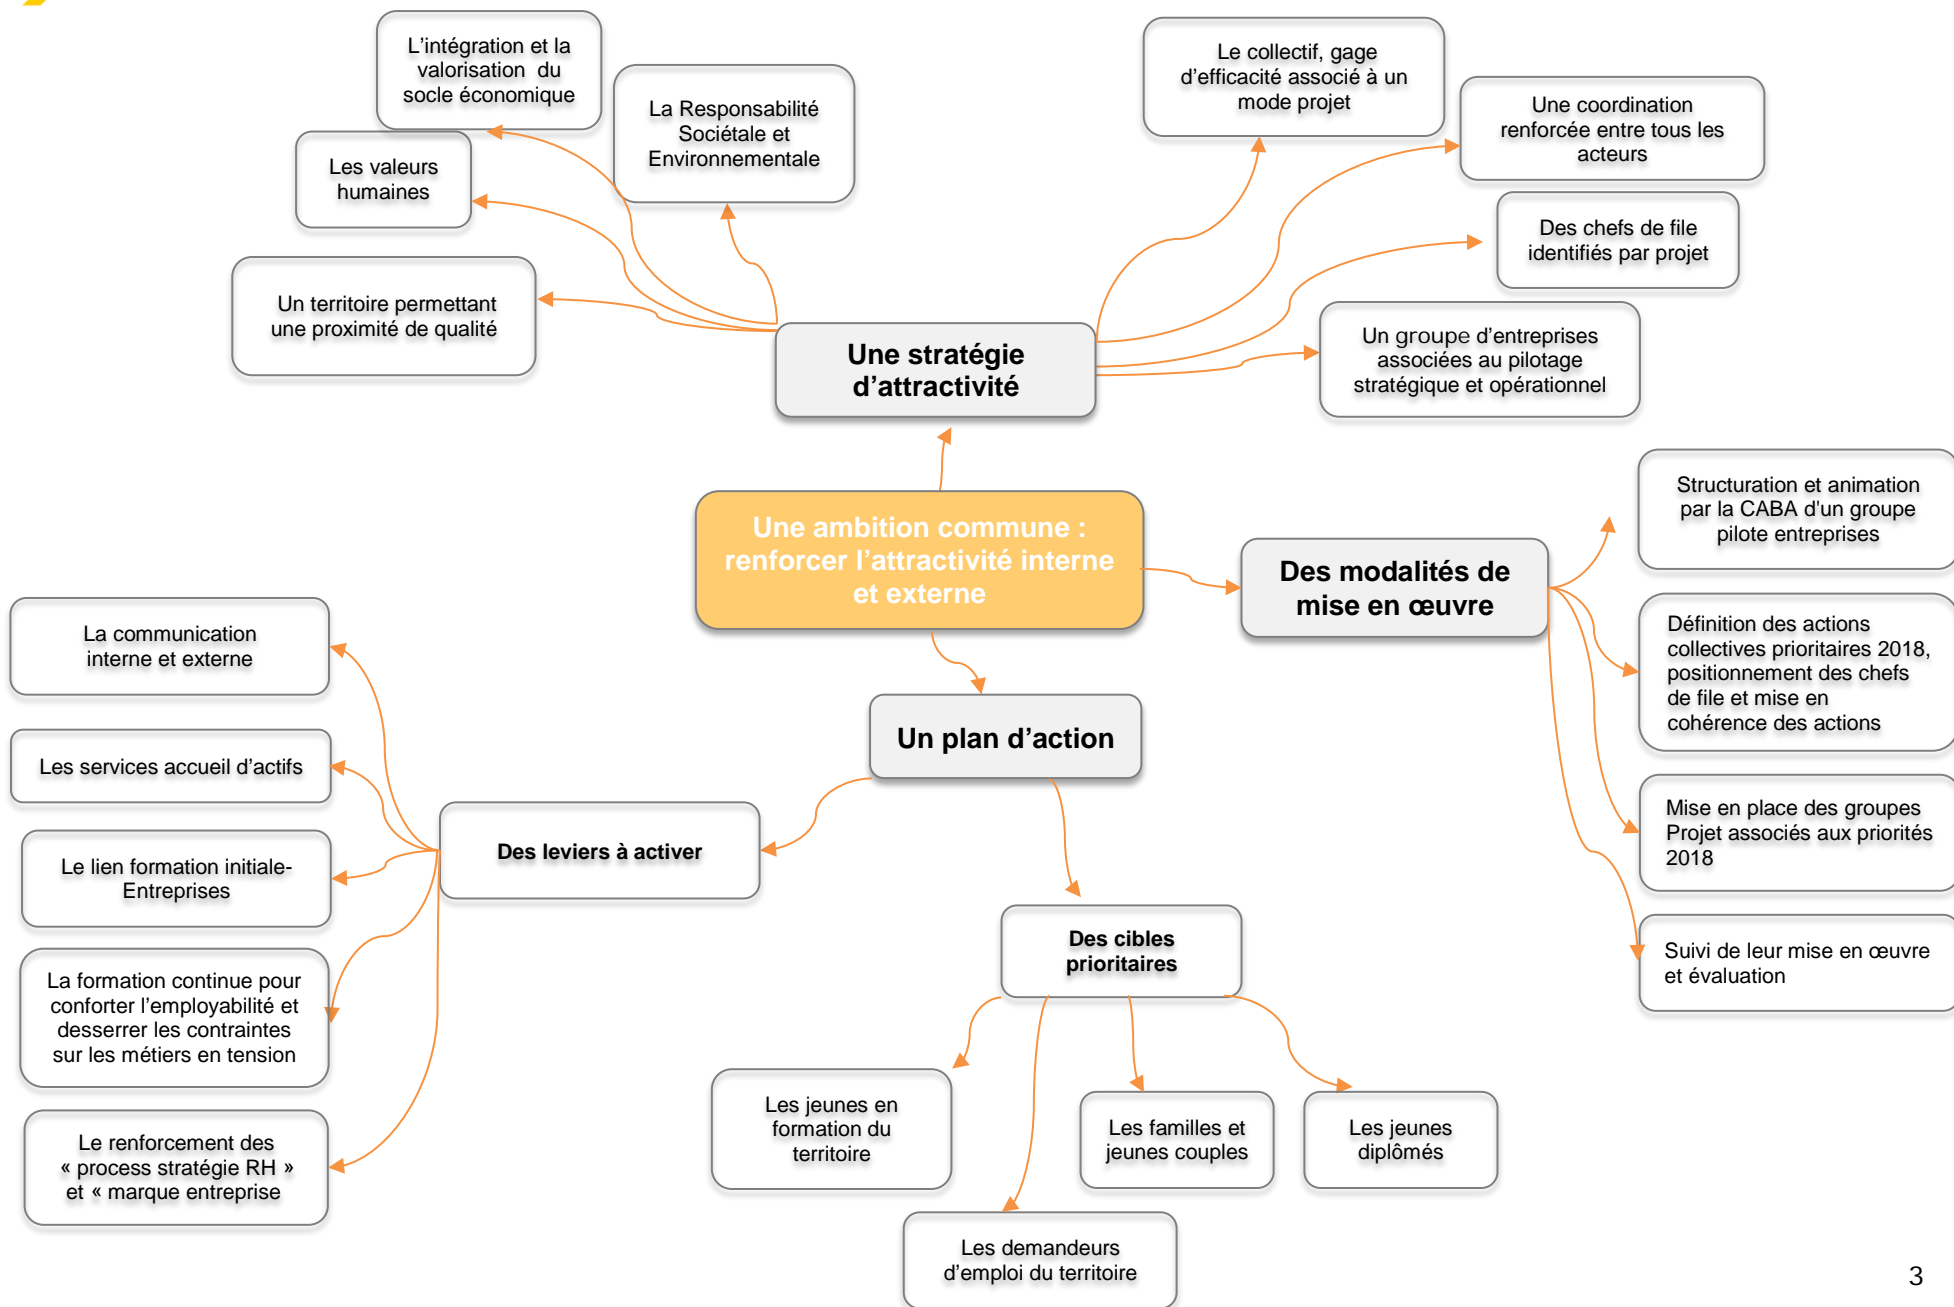 L'intégration et la
valorisation du
socle économique
La Responsabilité
Sociétale et
Environnementale
Les valeurs
humaines
Un territoire permettant
une proximité de qualité
Le collectif, gage
d'efficacité associé à un
mode projet
Une coordination
renforcée entre tous les
acteurs
Des chefs de file
identifiés par projet
Un groupe d'entreprises
associées au pilotage
stratégique et opérationnel
Une stratégie
d'attractivité
Une ambition commune :
renforcer l'attractivité interne
et externe
Des modalités de
mise en œuvre
Structuration et animation
par la CABA d'un groupe
pilote entreprises
Définition des actions
collectives prioritaires 2018,
positionnement des chefs
de file et mise en
cohérence des actions
Mise en place des groupes
Projet associés aux priorités
2018
Suivi de leur mise en œuvre
et évaluation
Un plan d'action
Des leviers à activer
La communication
interne et externe
Les services accueil d'actifs
Le lien formation initiale-
Entreprises
La formation continue pour
conforter l'employabilité et
desserrer les contraintes
sur les métiers en tension
Le renforcement des
« process stratégie RH »
et « marque entreprise
Des cibles
prioritaires
Les jeunes en
formation du
territoire
Les familles et
jeunes couples
Les jeunes
diplômés
Les demandeurs
d'emploi du territoire
3